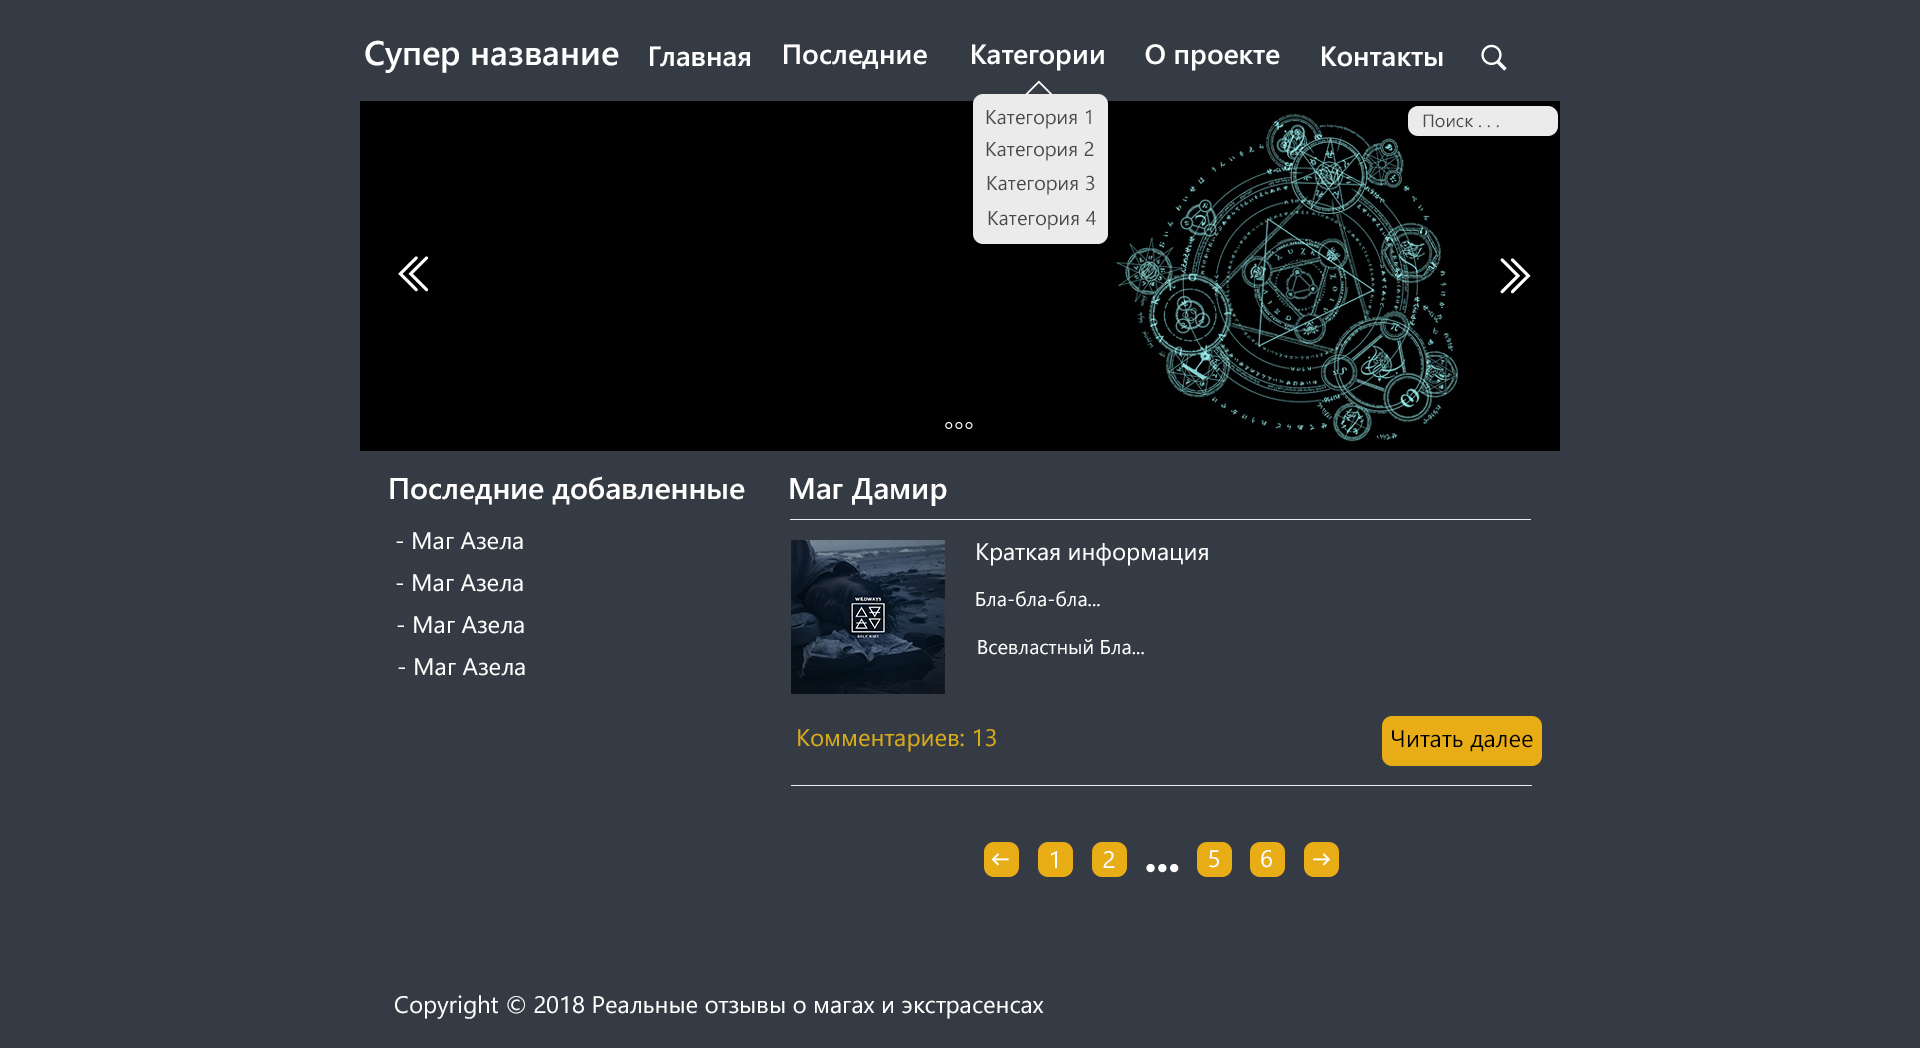 Супер название Главная Последние Категории О проекте Контакты
Категория 1
Категория 2
Категория 3
Категория 4
Поиск . . .
Последние добавленные
- Маг Азела
- Маг Азела
- Маг Азела
- Маг Азела
Маг Дамир
WILDWAYS
Краткая информация
Бла-бла-бла...
Всевластный Бла...
Комментариев: 13
Читать далее
← 1 2 ... 5 6 →
Copyright © 2018 Реальные отзывы о магах и экстрасенсах